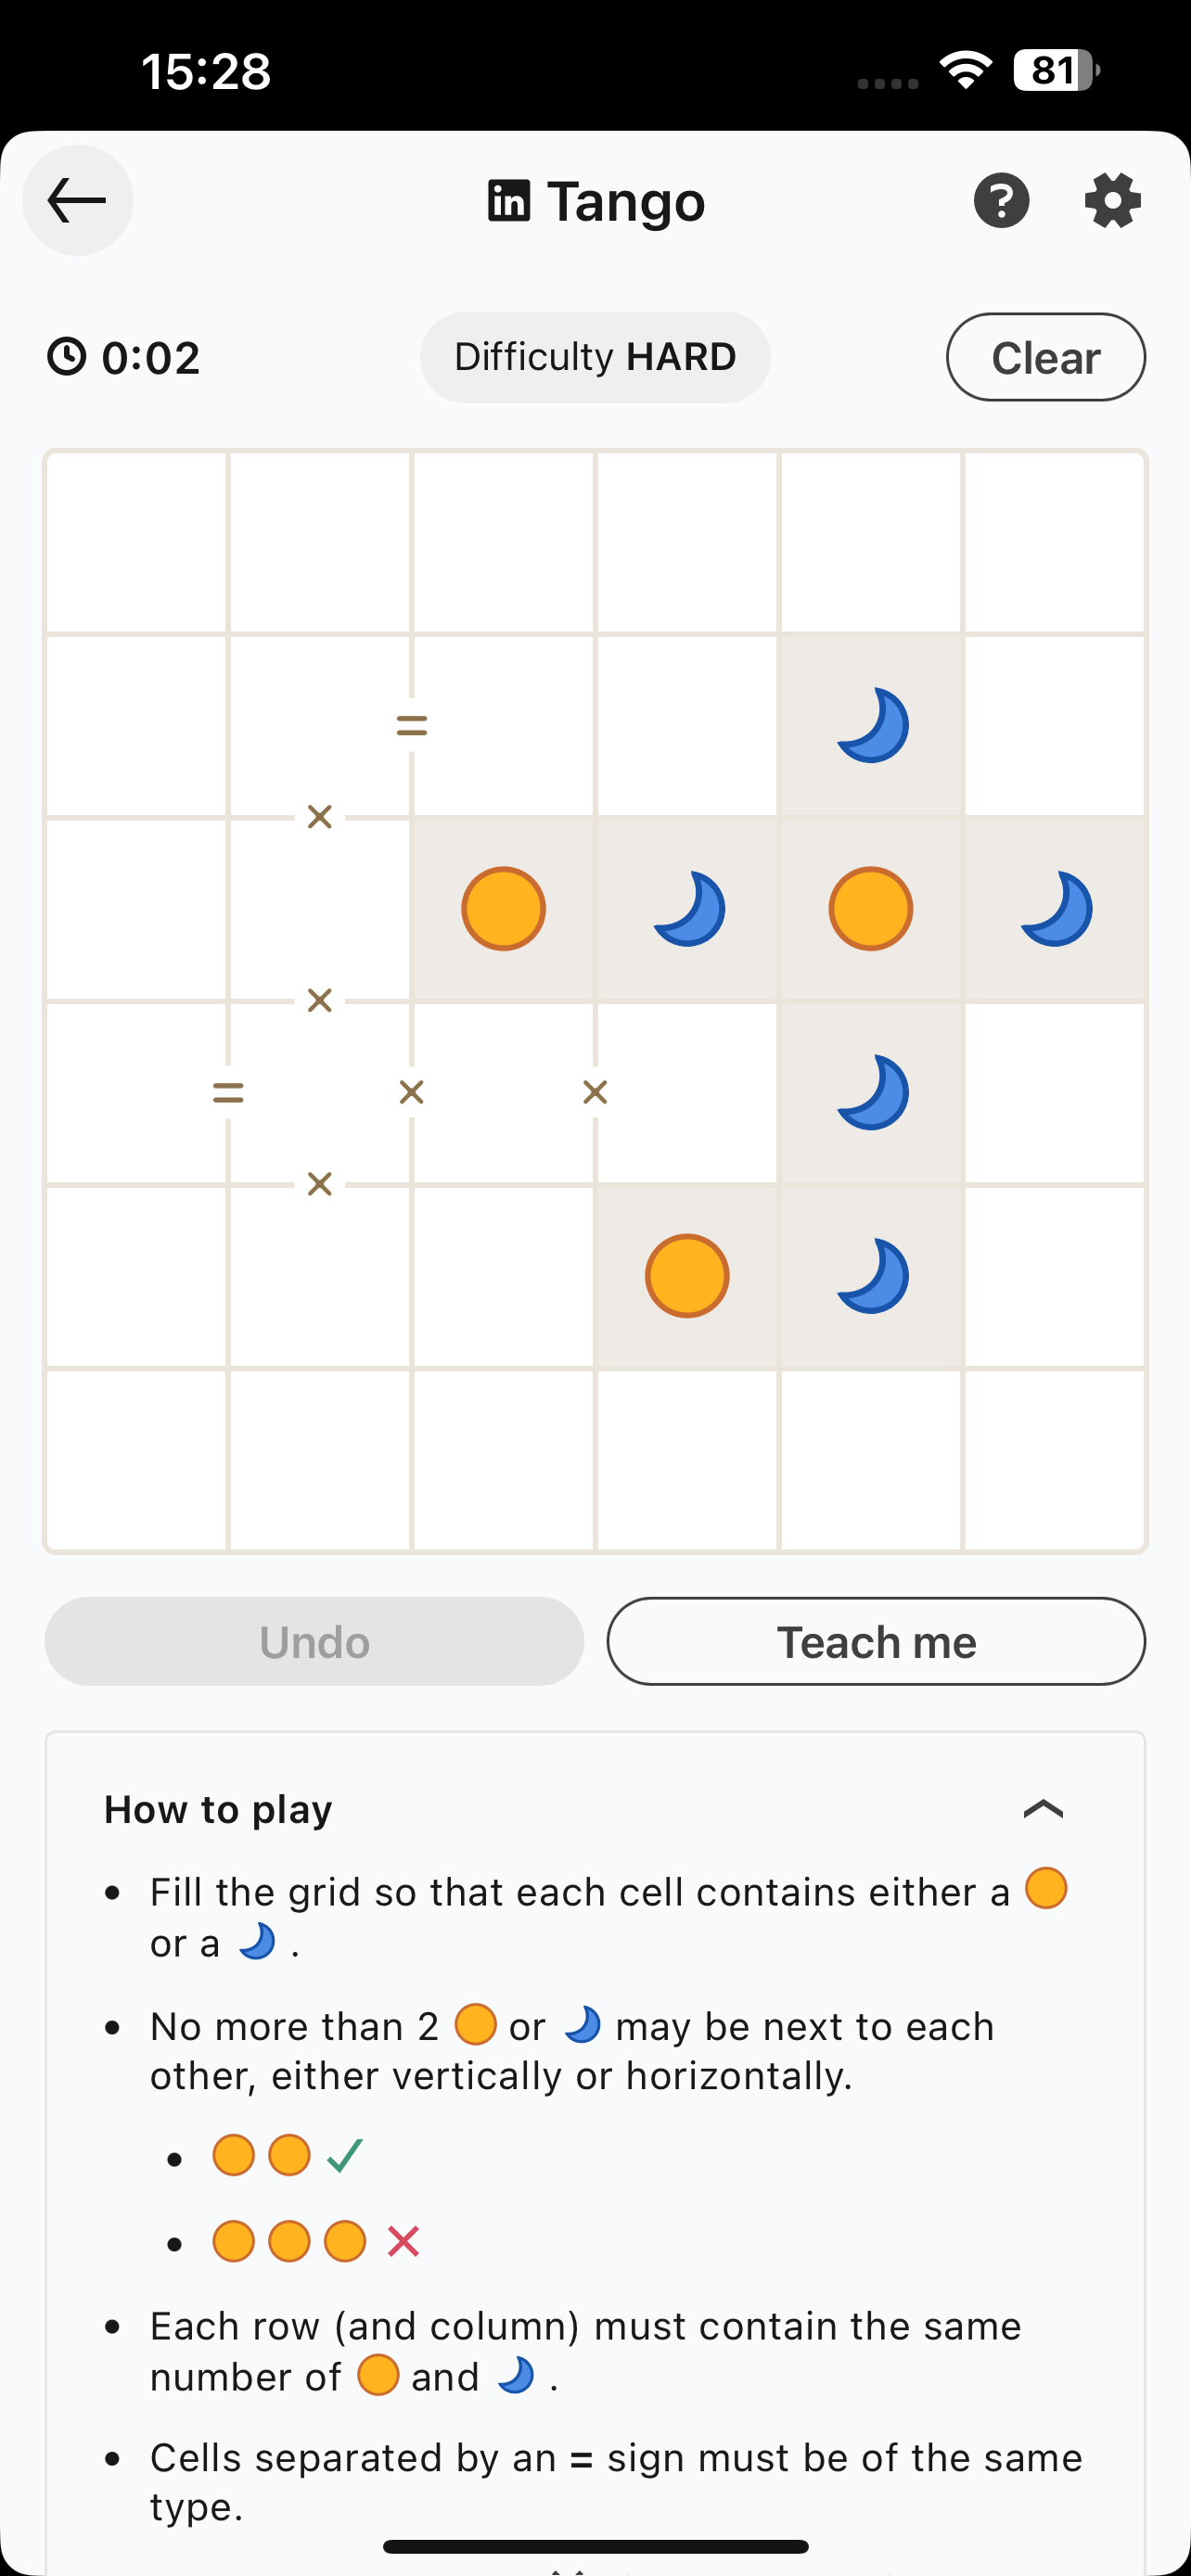 15:28
81
in Tango
?
0:02
Difficulty HARD
Clear
=
×
×
= × ×
×
Undo
Teach me
How to play
• Fill the grid so that each cell contains either a
or a .
• No more than 2 or may be next to each
other, either vertically or horizontally.
• Each row (and column) must contain the same
number of and .
• Cells separated by an = sign must be of the same
type.